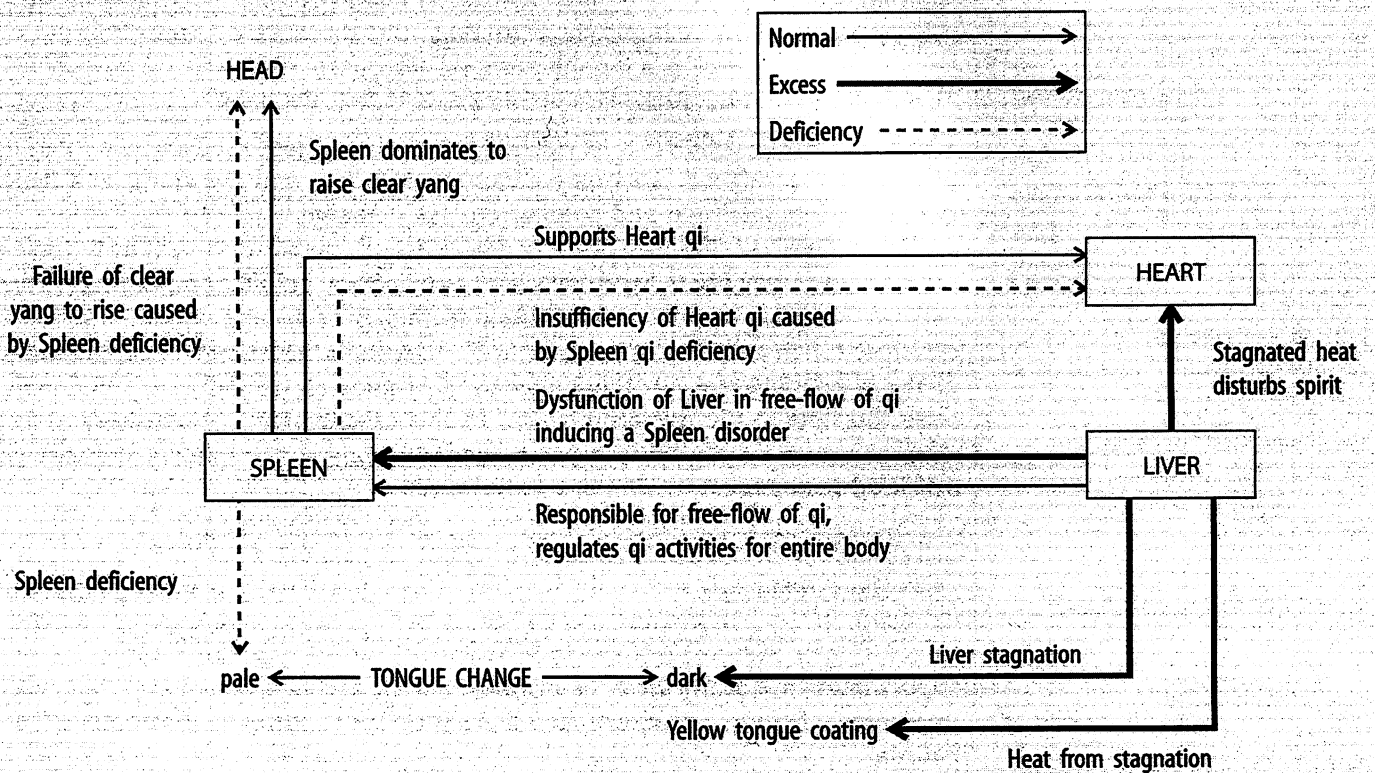 Normal
Excess
Deficiency
HEAD
Spleen dominates to
raise clear yang
Supports Heart qi
HEART
Failure of clear
yang to rise caused
by Spleen deficiency
Insufficiency of Heart qi caused
by Spleen qi deficiency
Stagnated heat
disturbs spirit
Dysfunction of Liver in free-flow of qi
inducing a Spleen disorder
SPLEEN
LIVER
Responsible for free-flow of qi,
regulates qi activities for entire body
Spleen deficiency
Liver stagnation
pale
TONGUE CHANGE
dark
Yellow tongue coating
Heat from stagnation